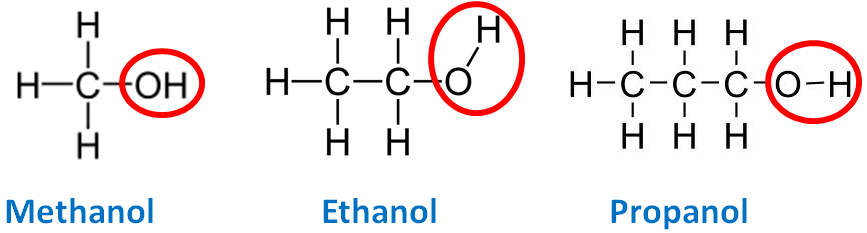 H H H H H H H
H—C—OH H—C—C—O H—C—C—C—O—H
H H H H H H
Methanol Ethanol Propanol